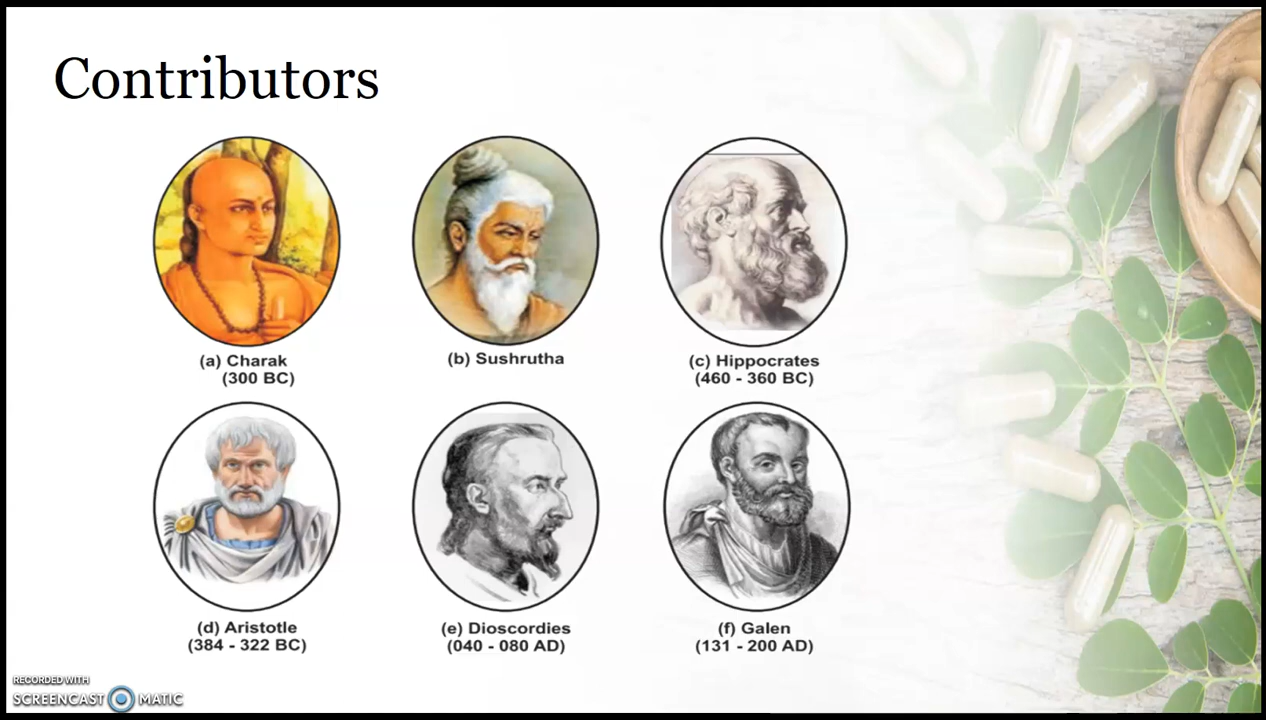 Contributors
(a) Charak
(300 BC)
(b) Sushrutha
(c) Hippocrates
(460 - 360 BC)
(d) Aristotle
(384 - 322 BC)
(e) Dioscordies
(040 - 080 AD)
(f) Galen
(131 - 200 AD)
RECORDED WITH
SCREENCAST MATIC